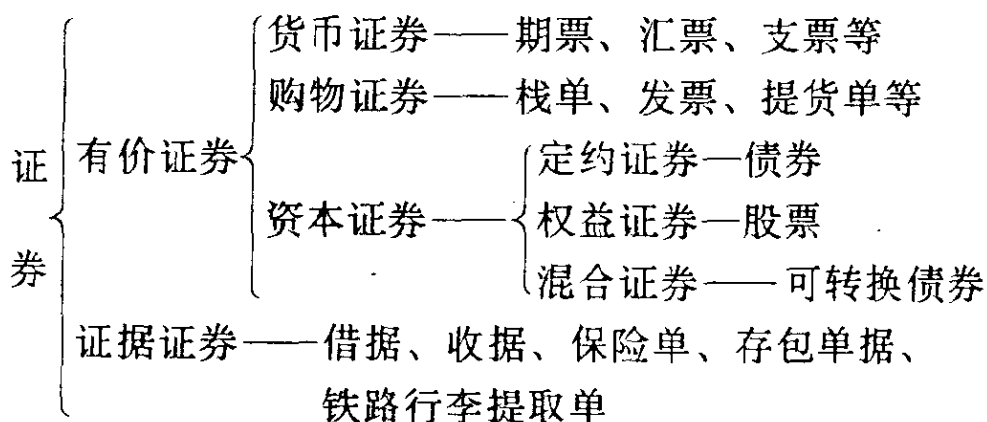 货币证券——期票、汇票、支票等
购物证券——栈单、发票、提货单等
证券
有价证券
定约证券—债券
资本证券——
权益证券—股票
混合证券——可转换债券
证据证券——借据、收据、保险单、存包单据、
铁路行李提取单